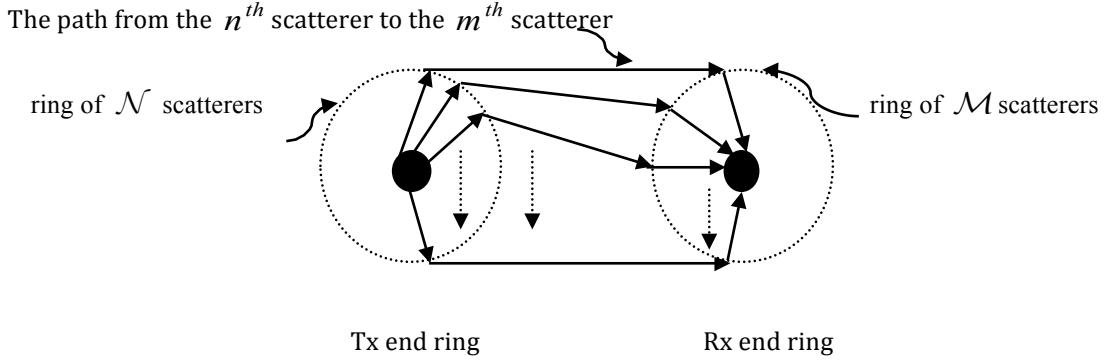 The path from the n^th scatterer to the m^th scatterer
ring of 𝒩 scatterers
ring of ℳ scatterers
Tx end ring
Rx end ring